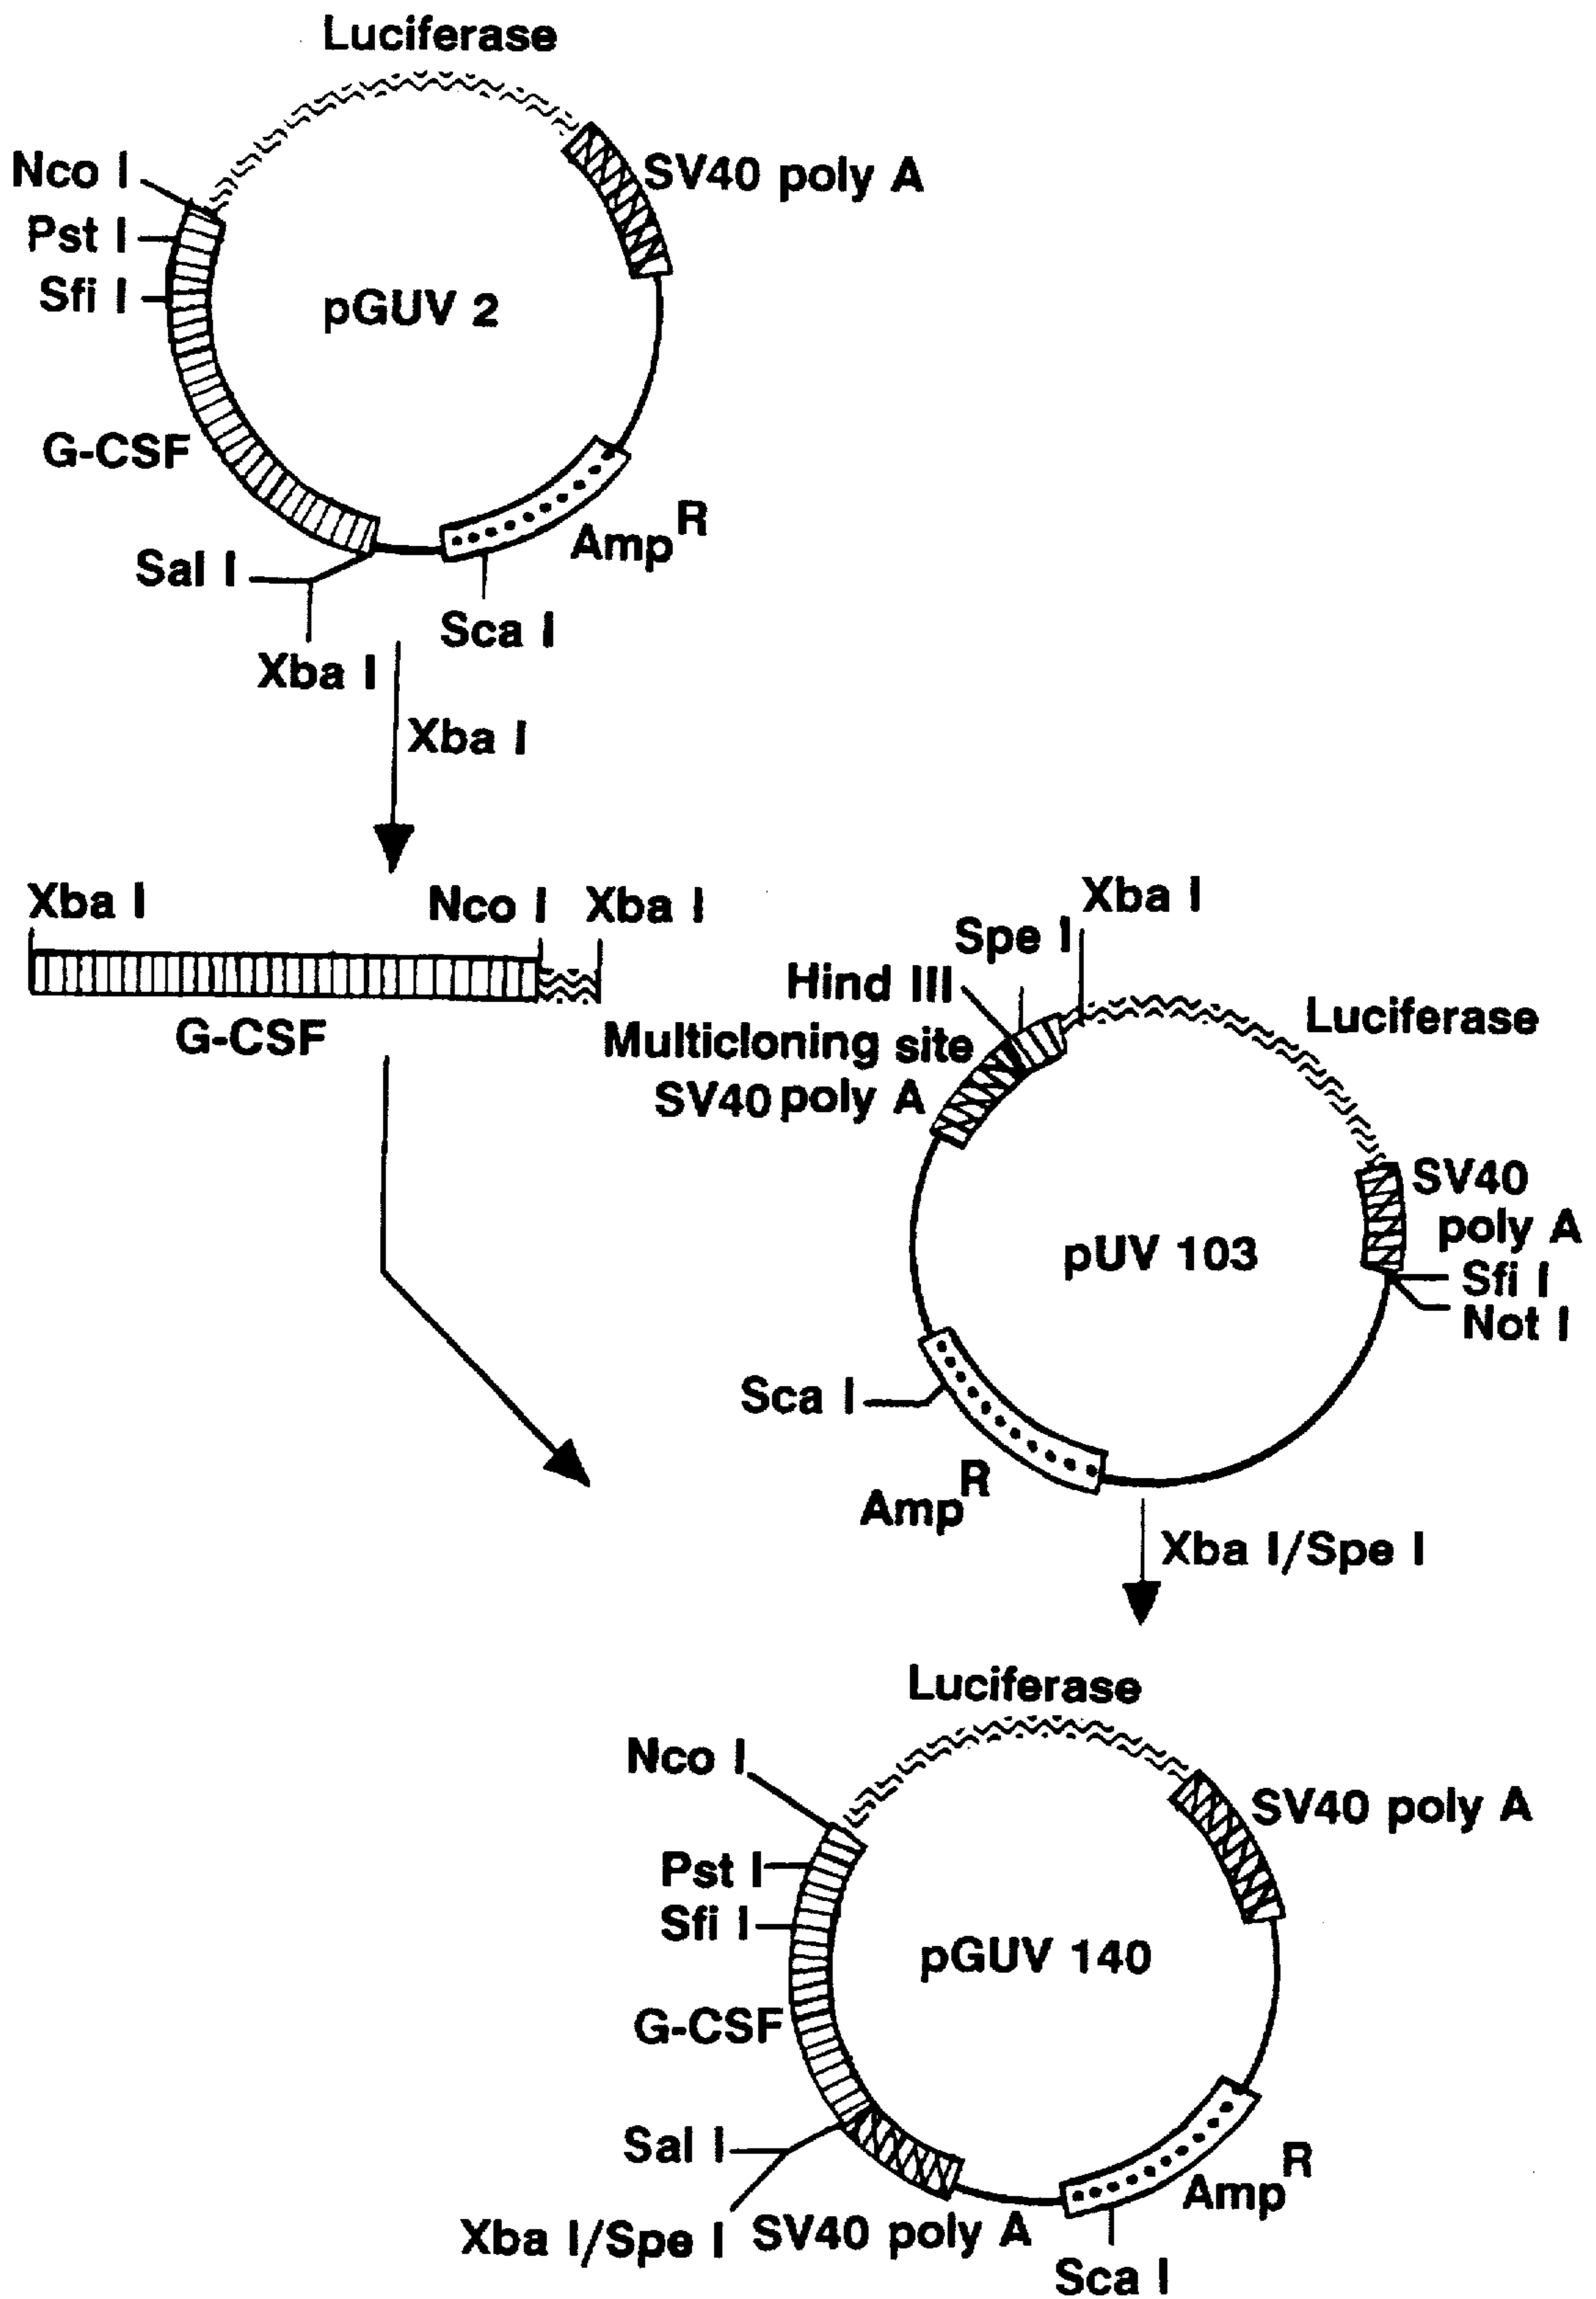 Luciferase
Nco I
SV40 poly A
Pst I
Sfi I
pGUV 2
G-CSF
Amp R
Sal I
Sca I
Xba I
Xba I
Xba I
Nco I
Xba I
G-CSF
Xba I
Spe I
Hind III
Luciferase
Multicloning site
SV40 poly A
SV40
poly A
pUV 103
Sfi I
Not I
Sca I
Amp R
Xba I/Spe I
Luciferase
Nco I
SV40 poly A
Pst I
Sfi I
pGUV 140
G-CSF
Sal I
Amp R
Xba I/Spe I
SV40 poly A
Sca I